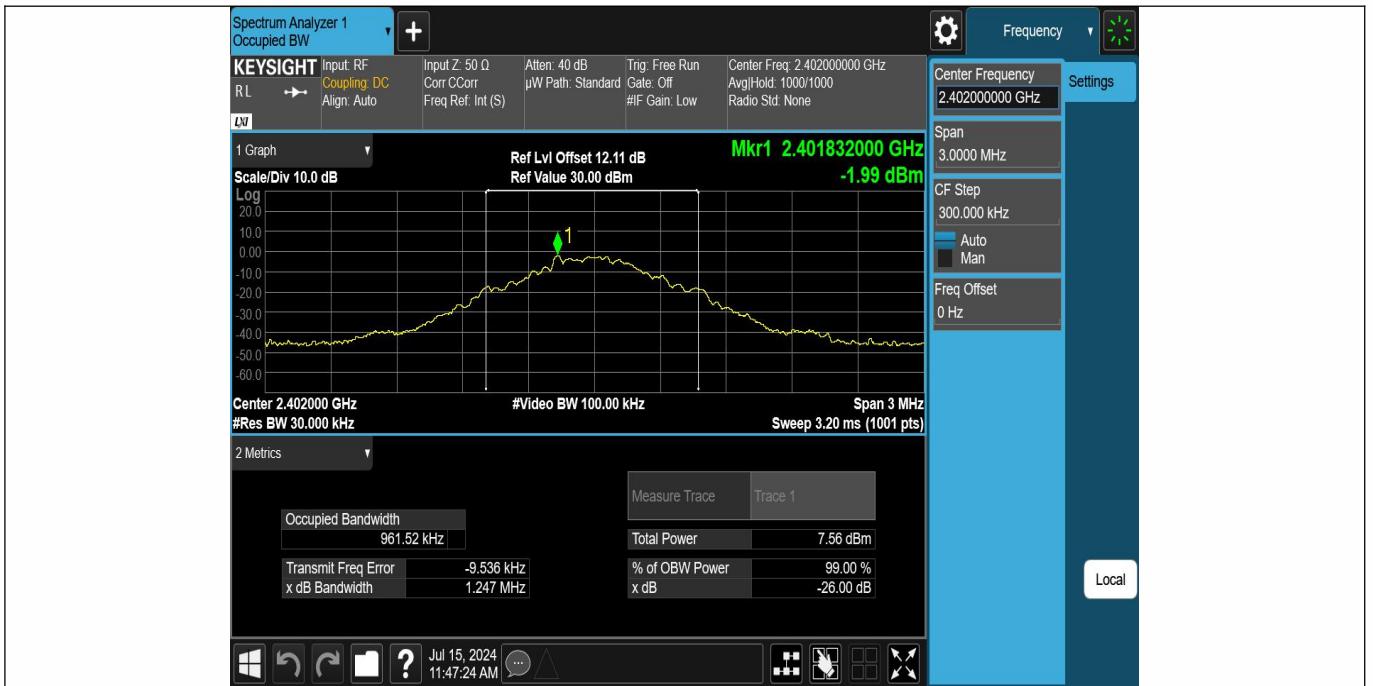 Spectrum Analyzer 1
Occupied BW
+
Frequency
KEYSIGHT
RL
LXI
Input: RF
Coupling: DC
Align: Auto
Input Z: 50 Ω
Corr CCorr
Freq Ref: Int (S)
Atten: 40 dB
µW Path: Standard
Trig: Free Run
Gate: Off
#IF Gain: Low
Center Freq: 2.402000000 GHz
Avg|Hold: 1000/1000
Radio Std: None
Center Frequency
2.402000000 GHz
Settings
Span
3.0000 MHz
CF Step
300.000 kHz
Auto
Man
Freq Offset
0 Hz
Local
1 Graph
Scale/Div 10.0 dB
Ref Lvl Offset 12.11 dB
Ref Value 30.00 dBm
Mkr1 2.401832000 GHz
-1.99 dBm
Log
20.0
10.0
0.00
-10.0
-20.0
-30.0
-40.0
-50.0
-60.0
1
Center 2.402000 GHz
#Video BW 100.00 kHz
Span 3 MHz
#Res BW 30.000 kHz
Sweep 3.20 ms (1001 pts)
2 Metrics
Measure Trace
Trace 1
Occupied Bandwidth
961.52 kHz
Total Power
7.56 dBm
Transmit Freq Error
-9.536 kHz
% of OBW Power
99.00 %
x dB Bandwidth
1.247 MHz
x dB
-26.00 dB
?
Jul 15, 2024
11:47:24 AM